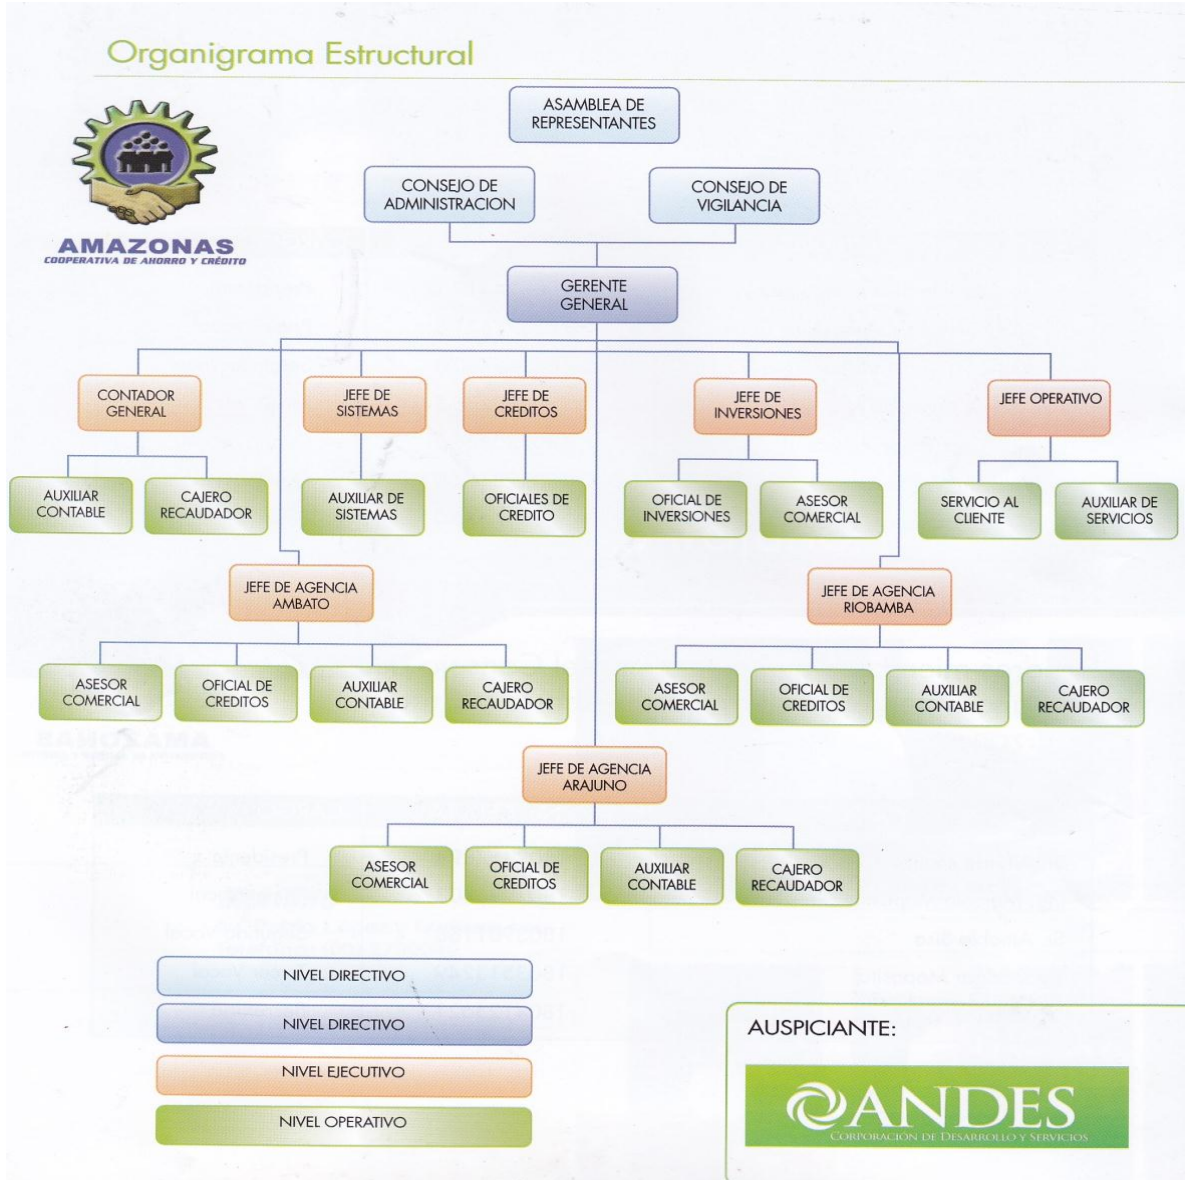 Organigrama Estructural
ASAMBLEA DE
REPRESENTANTES
CONSEJO DE
ADMINISTRACION
CONSEJO DE
VIGILANCIA
AMAZONAS
COOPERATIVA DE AHORRO Y CRÉDITO
GERENTE
GENERAL
CONTADOR
GENERAL
JEFE DE
SISTEMAS
JEFE DE
CREDITOS
JEFE DE
INVERSIONES
JEFE OPERATIVO
AUXILIAR
CONTABLE
CAJERO
RECAUDADOR
AUXILIAR DE
SISTEMAS
OFICIALES DE
CREDITO
OFICIAL DE
INVERSIONES
ASESOR
COMERCIAL
SERVICIO AL
CLIENTE
AUXILIAR DE
SERVICIOS
JEFE DE AGENCIA
AMBATO
JEFE DE AGENCIA
RIOBAMBA
ASESOR
COMERCIAL
OFICIAL DE
CREDITOS
AUXILIAR
CONTABLE
CAJERO
RECAUDADOR
ASESOR
COMERCIAL
OFICIAL DE
CREDITOS
AUXILIAR
CONTABLE
CAJERO
RECAUDADOR
JEFE DE AGENCIA
ARAJUNO
ASESOR
COMERCIAL
OFICIAL DE
CREDITOS
AUXILIAR
CONTABLE
CAJERO
RECAUDADOR
NIVEL DIRECTIVO
NIVEL DIRECTIVO
NIVEL EJECUTIVO
NIVEL OPERATIVO
AUSPICIANTE:
ANDES
CORPORACIÓN DE DESARROLLO Y SERVICIOS